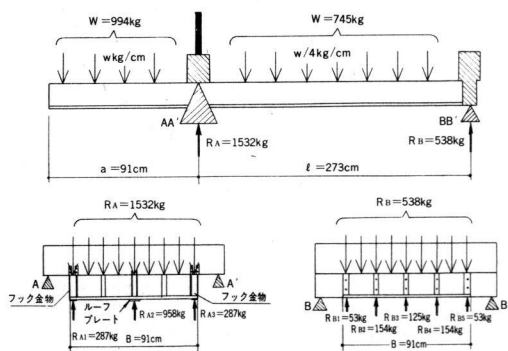 W=994kg
W=745kg
wkg/cm
w/4kg/cm
AA'
BB'
RA=1532kg
RB=538kg
a=91cm
ℓ=273cm
RA=1532kg
RB=538kg
A
A'
フック金物
フック金物
ルーフ
プレート
RA1=287kg
RA2=958kg
RA3=287kg
B=91cm
B
B
RB1=53kg
RB3=125kg
RB5=53kg
RB2=154kg
RB4=154kg
B=91cm